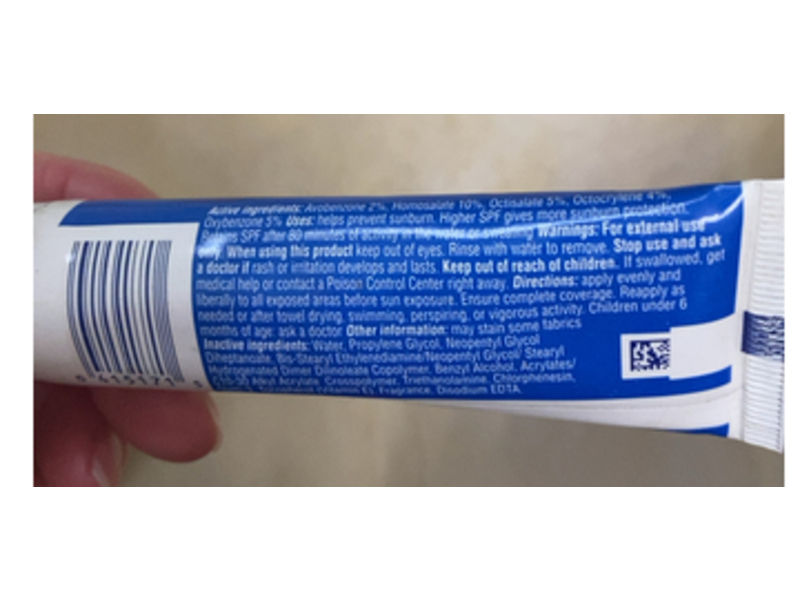 Active ingredients: Avobenzone 2%, Homosalate 10%, Octisalate 5%, Octocrylene 4%,
Oxybenzone 5% Uses: helps prevent sunburn. Higher SPF gives more sunburn protection.
SPF after 80 minutes of activity in the water or Warnings: For external use
When using this product keep out of eyes. Rinse with water to remove. Stop use and ask
a doctor if rash or irritation develops and lasts. Keep out of reach of children. If swallowed, get
medical help or contact a Poison Control Center right away. Directions: apply evenly and
liberally to all exposed areas before sun exposure. Ensure complete coverage. Reapply as
needed or after towel drying, swimming, perspiring, or vigorous activity. Children under 6
months of age: ask a doctor Other information: may stain some fabrics
Inactive ingredients: Water, Propylene Glycol, Neopentyl Glycol
Diheptanoate, Bis-Stearyl Ethylenediamine/Neopentyl Glycol/ Stearyl
Hydrogenated Dimer Dilinoleate Copolymer, Benzyl Alcohol, Acrylates/
C10-30 Alkyl Acrylate Crosspolymer, Triethanolamine, Chlorphenesin,
(Vitamin E), Fragrance, Disodium EDTA